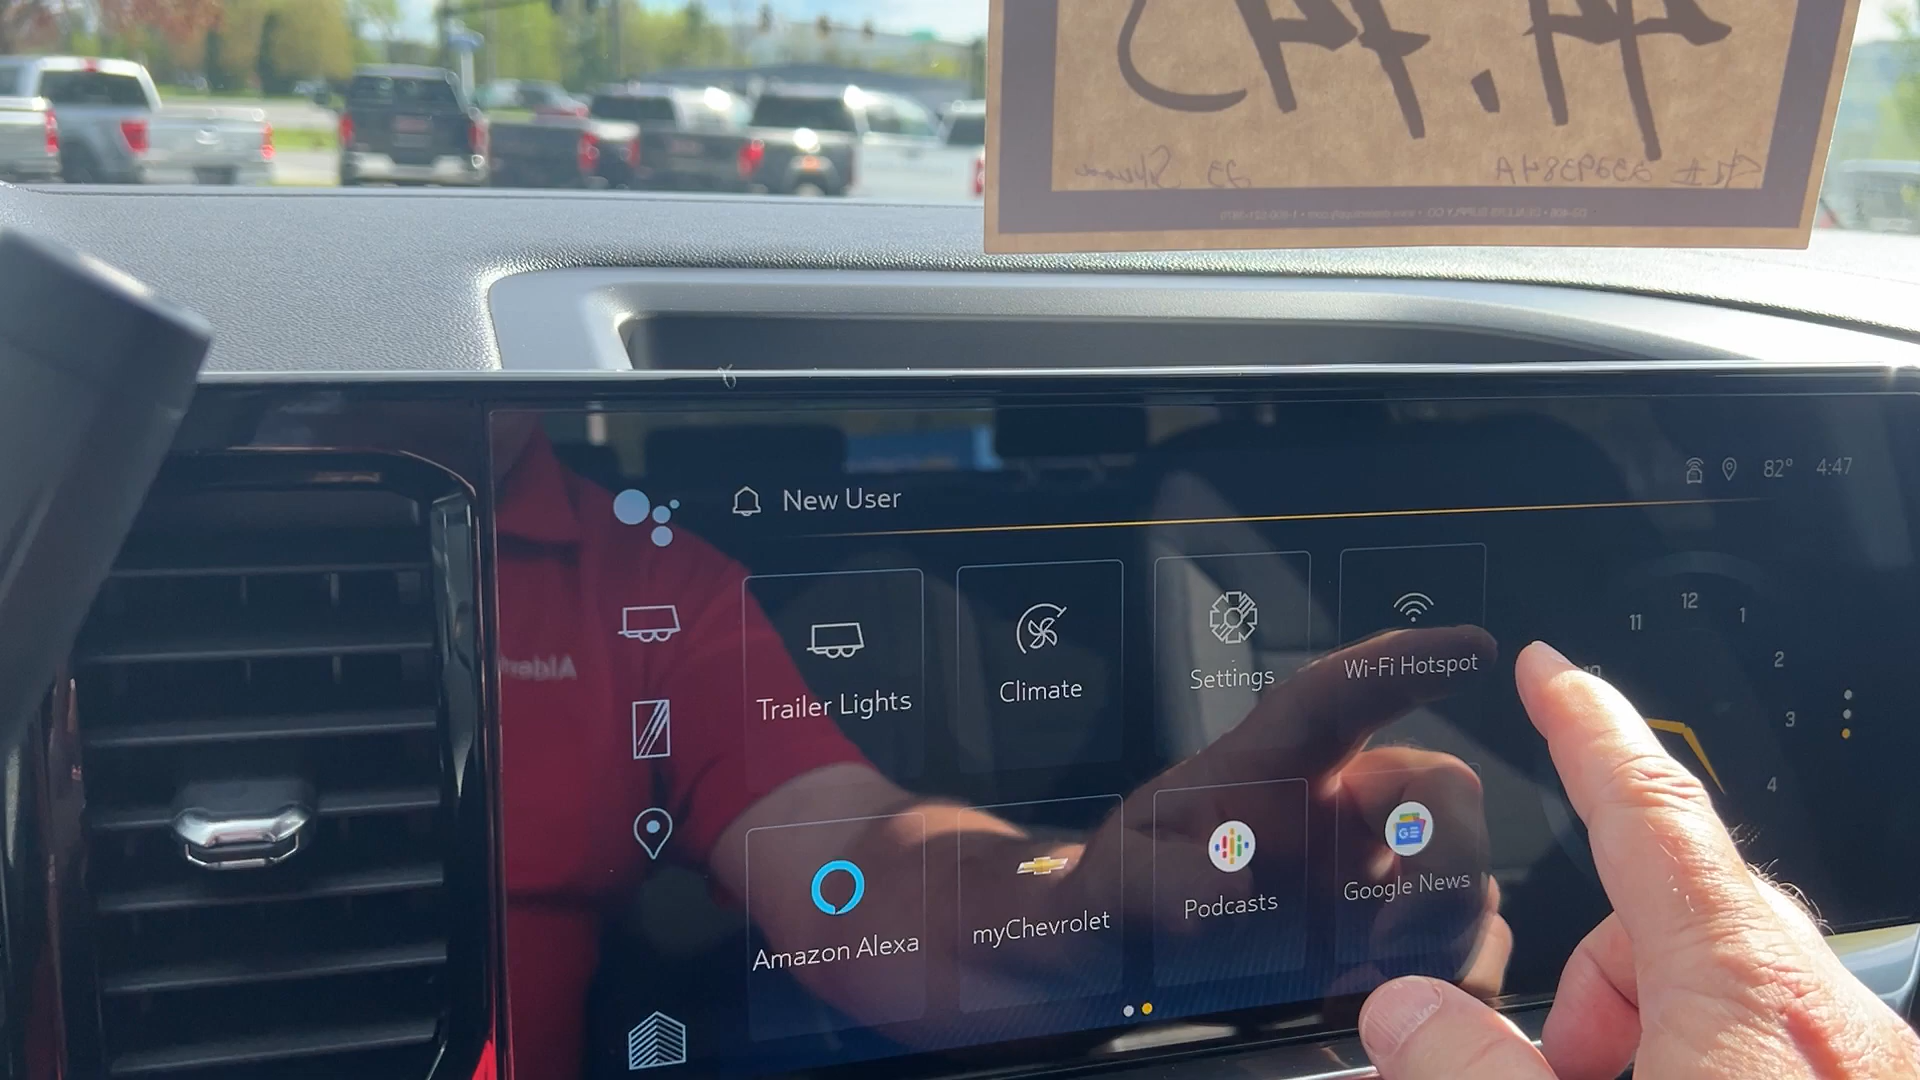 New User
82° 4:47
Trailer Lights
Climate
Settings
Wi-Fi Hotspot
12
11
1
2
3
4
Amazon Alexa
myChevrolet
Podcasts
GE
Google News